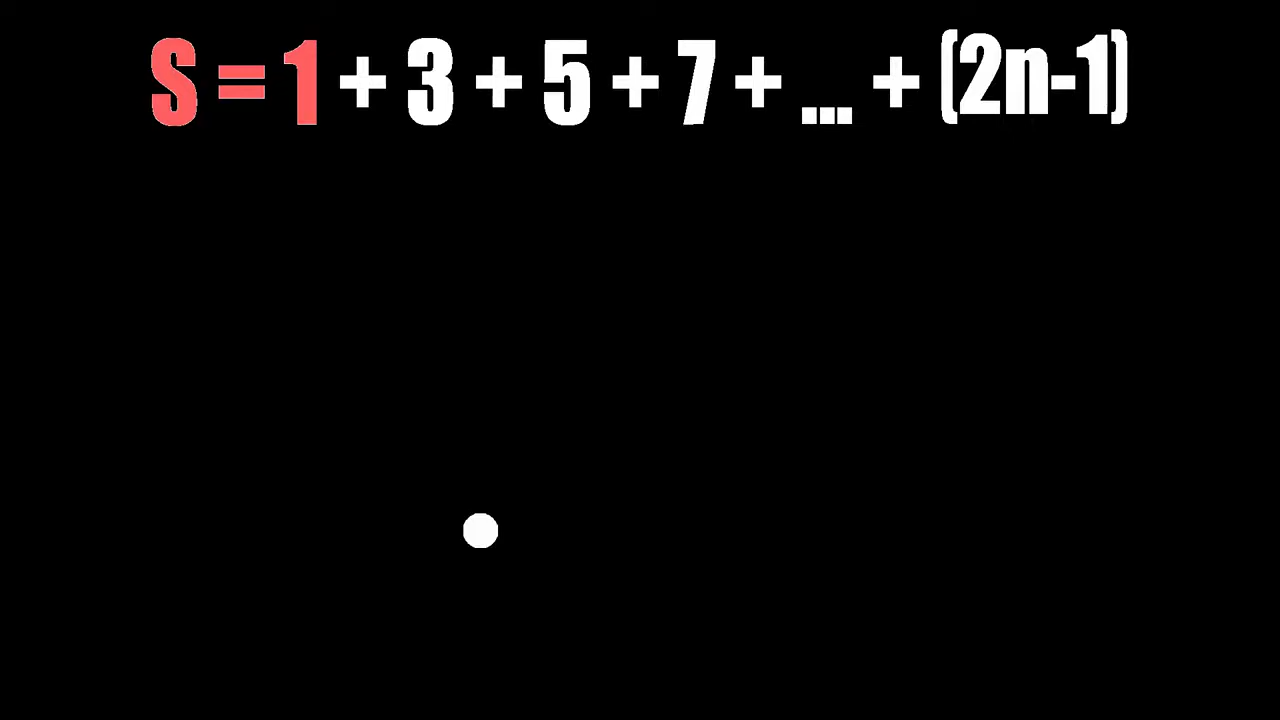 S = 1 + 3 + 5 + 7 + ... + (2n-1)